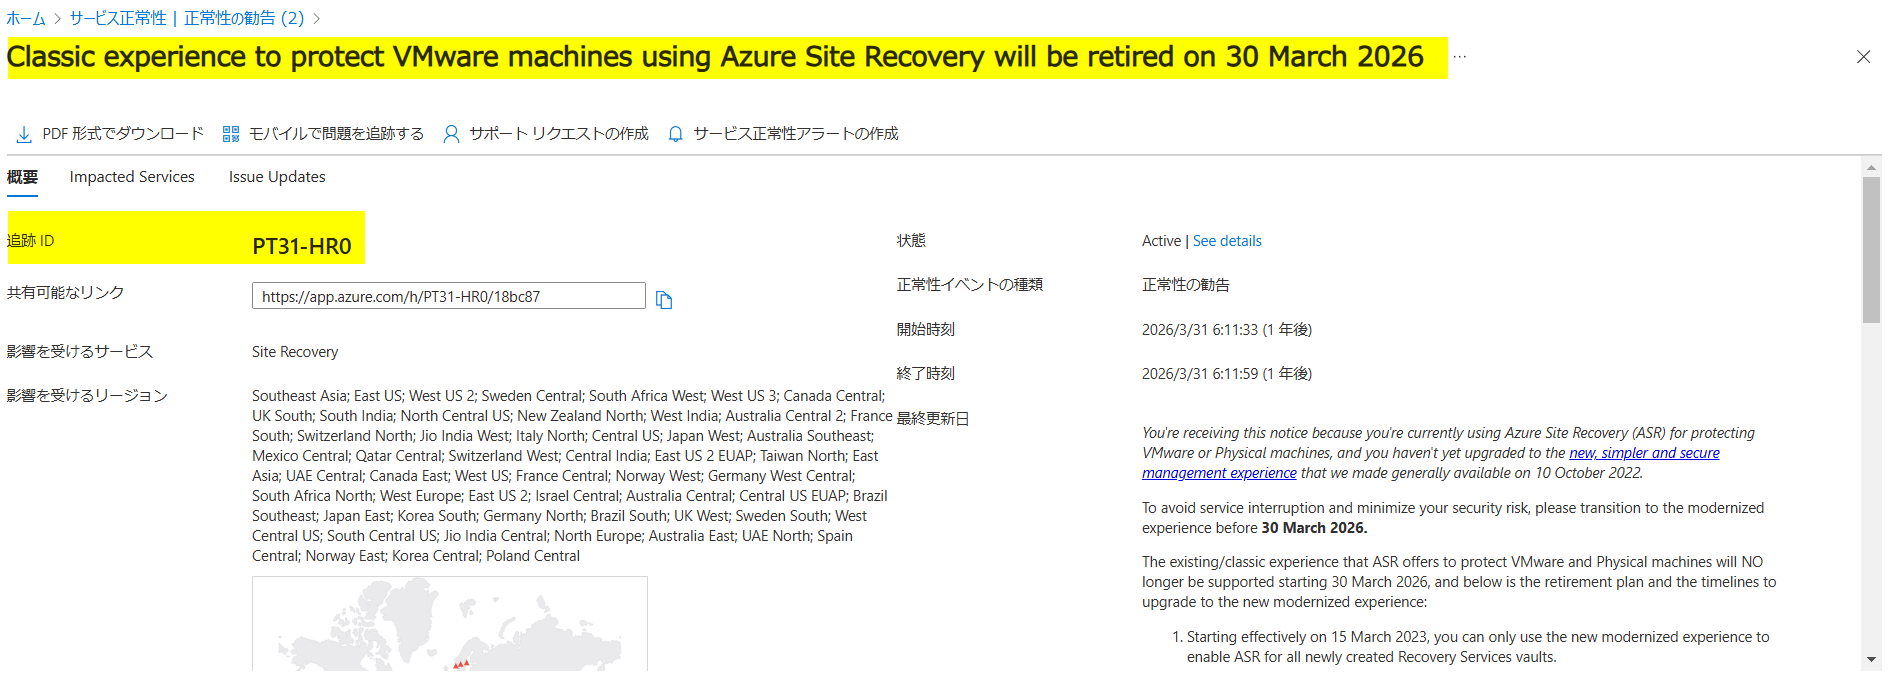 ホーム > サービス正常性 | 正常性の勧告 (2) >
Classic experience to protect VMware machines using Azure Site Recovery will be retired on 30 March 2026 ...
PDF 形式でダウンロード モバイルで問題を追跡する サポート リクエストの作成 サービス正常性アラートの作成
概要 Impacted Services Issue Updates
追跡 ID PT31-HR0
共有可能なリンク https://app.azure.com/h/PT31-HR0/18bc87
影響を受けるサービス Site Recovery
影響を受けるリージョン Southeast Asia; East US; West US 2; Sweden Central; South Africa West; West US 3; Canada Central;
UK South; South India; North Central US; New Zealand North; West India; Australia Central 2; France
South; Switzerland North; Jio India West; Italy North; Central US; Japan West; Australia Southeast;
Mexico Central; Qatar Central; Switzerland West; Central India; East US 2 EUAP; Taiwan North; East
Asia; UAE Central; Canada East; West US; France Central; Norway West; Germany West Central;
South Africa North; West Europe; East US 2; Israel Central; Australia Central; Central US EUAP; Brazil
Southeast; Japan East; Korea South; Germany North; Brazil South; UK West; Sweden South; West
Central US; South Central US; Jio India Central; North Europe; Australia East; UAE North; Spain
Central; Norway East; Korea Central; Poland Central
状態 Active | See details
正常性イベントの種類 正常性の勧告
開始時刻 2026/3/31 6:11:33 (1 年後)
終了時刻 2026/3/31 6:11:59 (1 年後)
最終更新日
You're receiving this notice because you're currently using Azure Site Recovery (ASR) for protecting
VMware or Physical machines, and you haven't yet upgraded to the new, simpler and secure
management experience that we made generally available on 10 October 2022.
To avoid service interruption and minimize your security risk, please transition to the modernized
experience before 30 March 2026.
The existing/classic experience that ASR offers to protect VMware and Physical machines will NO
longer be supported starting 30 March 2026, and below is the retirement plan and the timelines to
upgrade to the new modernized experience:
1. Starting effectively on 15 March 2023, you can only use the new modernized experience to
enable ASR for all newly created Recovery Services vaults.